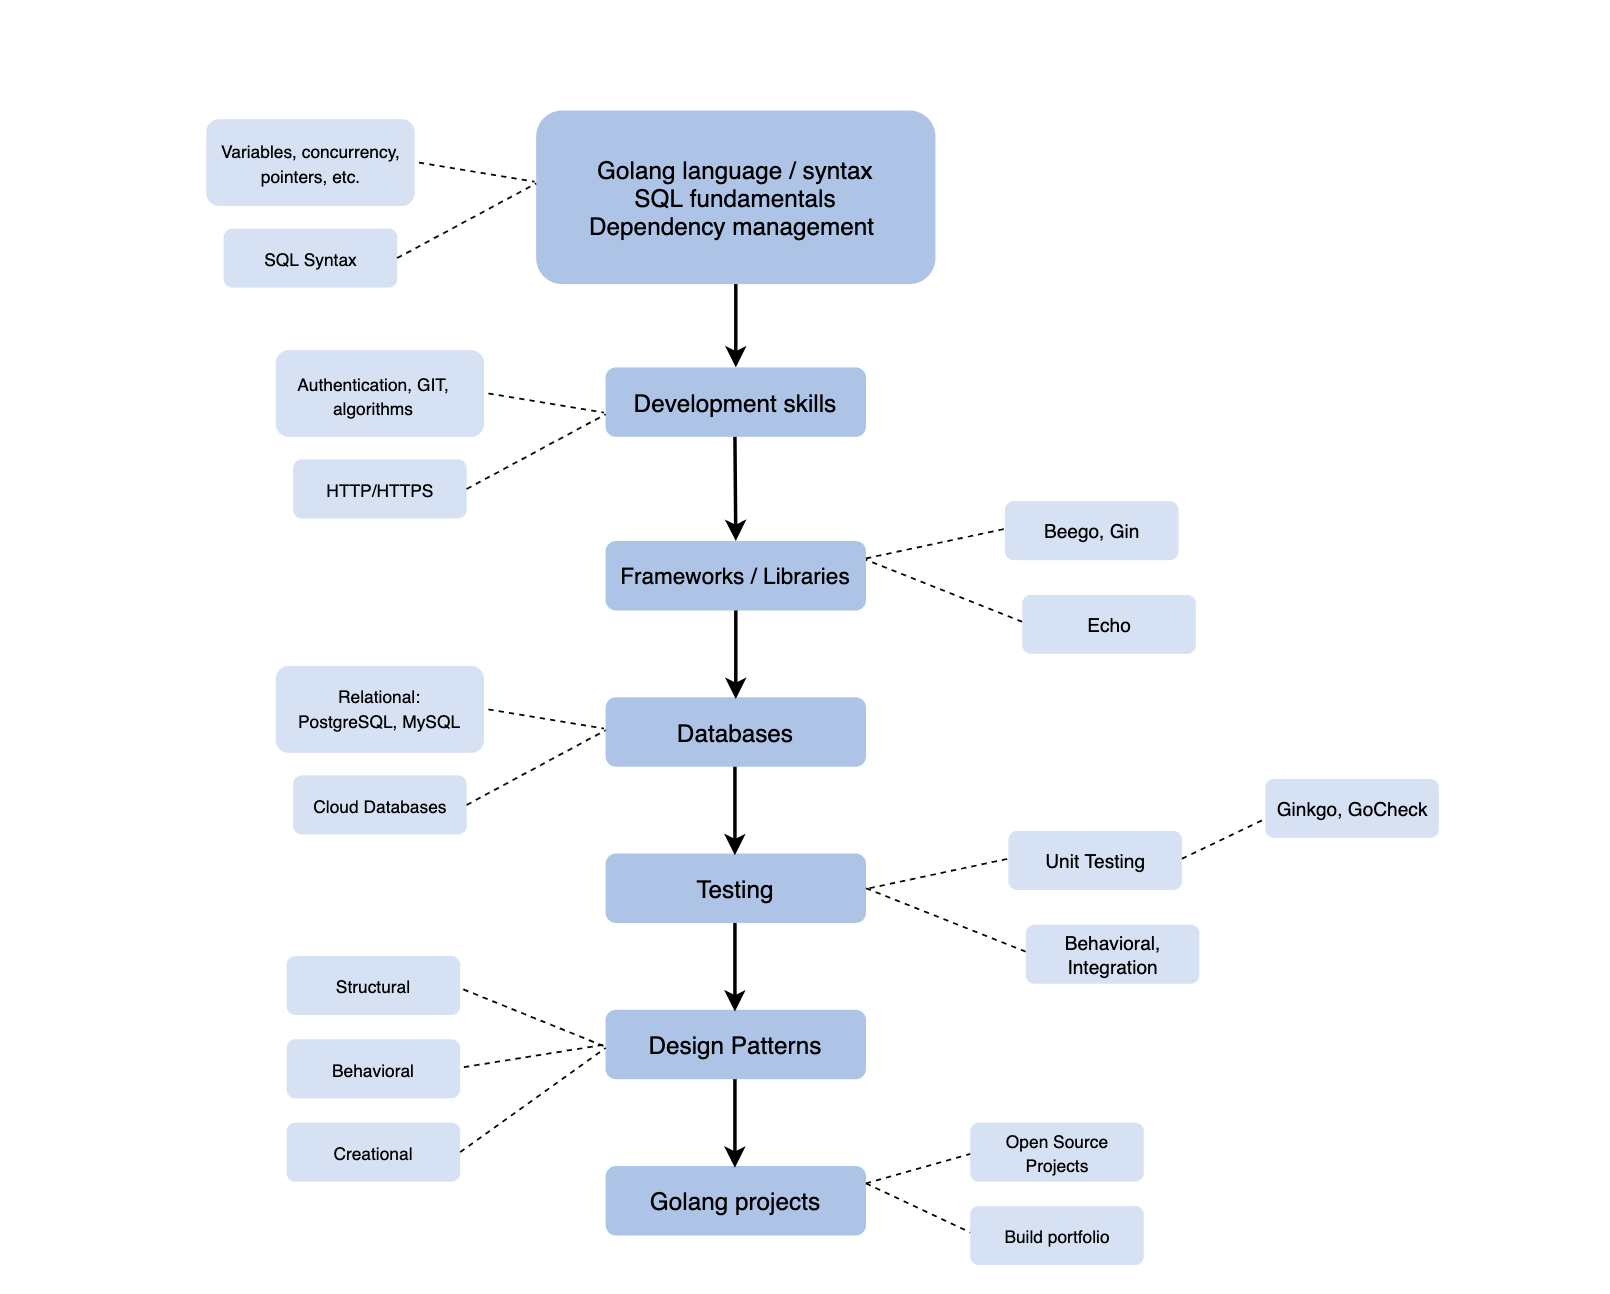 Variables, concurrency,
pointers, etc.
SQL Syntax
Golang language / syntax
SQL fundamentals
Dependency management
Authentication, GIT,
algorithms
HTTP/HTTPS
Development skills
Frameworks / Libraries
Beego, Gin
Echo
Relational:
PostgreSQL, MySQL
Cloud Databases
Databases
Testing
Unit Testing
Ginkgo, GoCheck
Behavioral,
Integration
Structural
Behavioral
Creational
Design Patterns
Golang projects
Open Source
Projects
Build portfolio